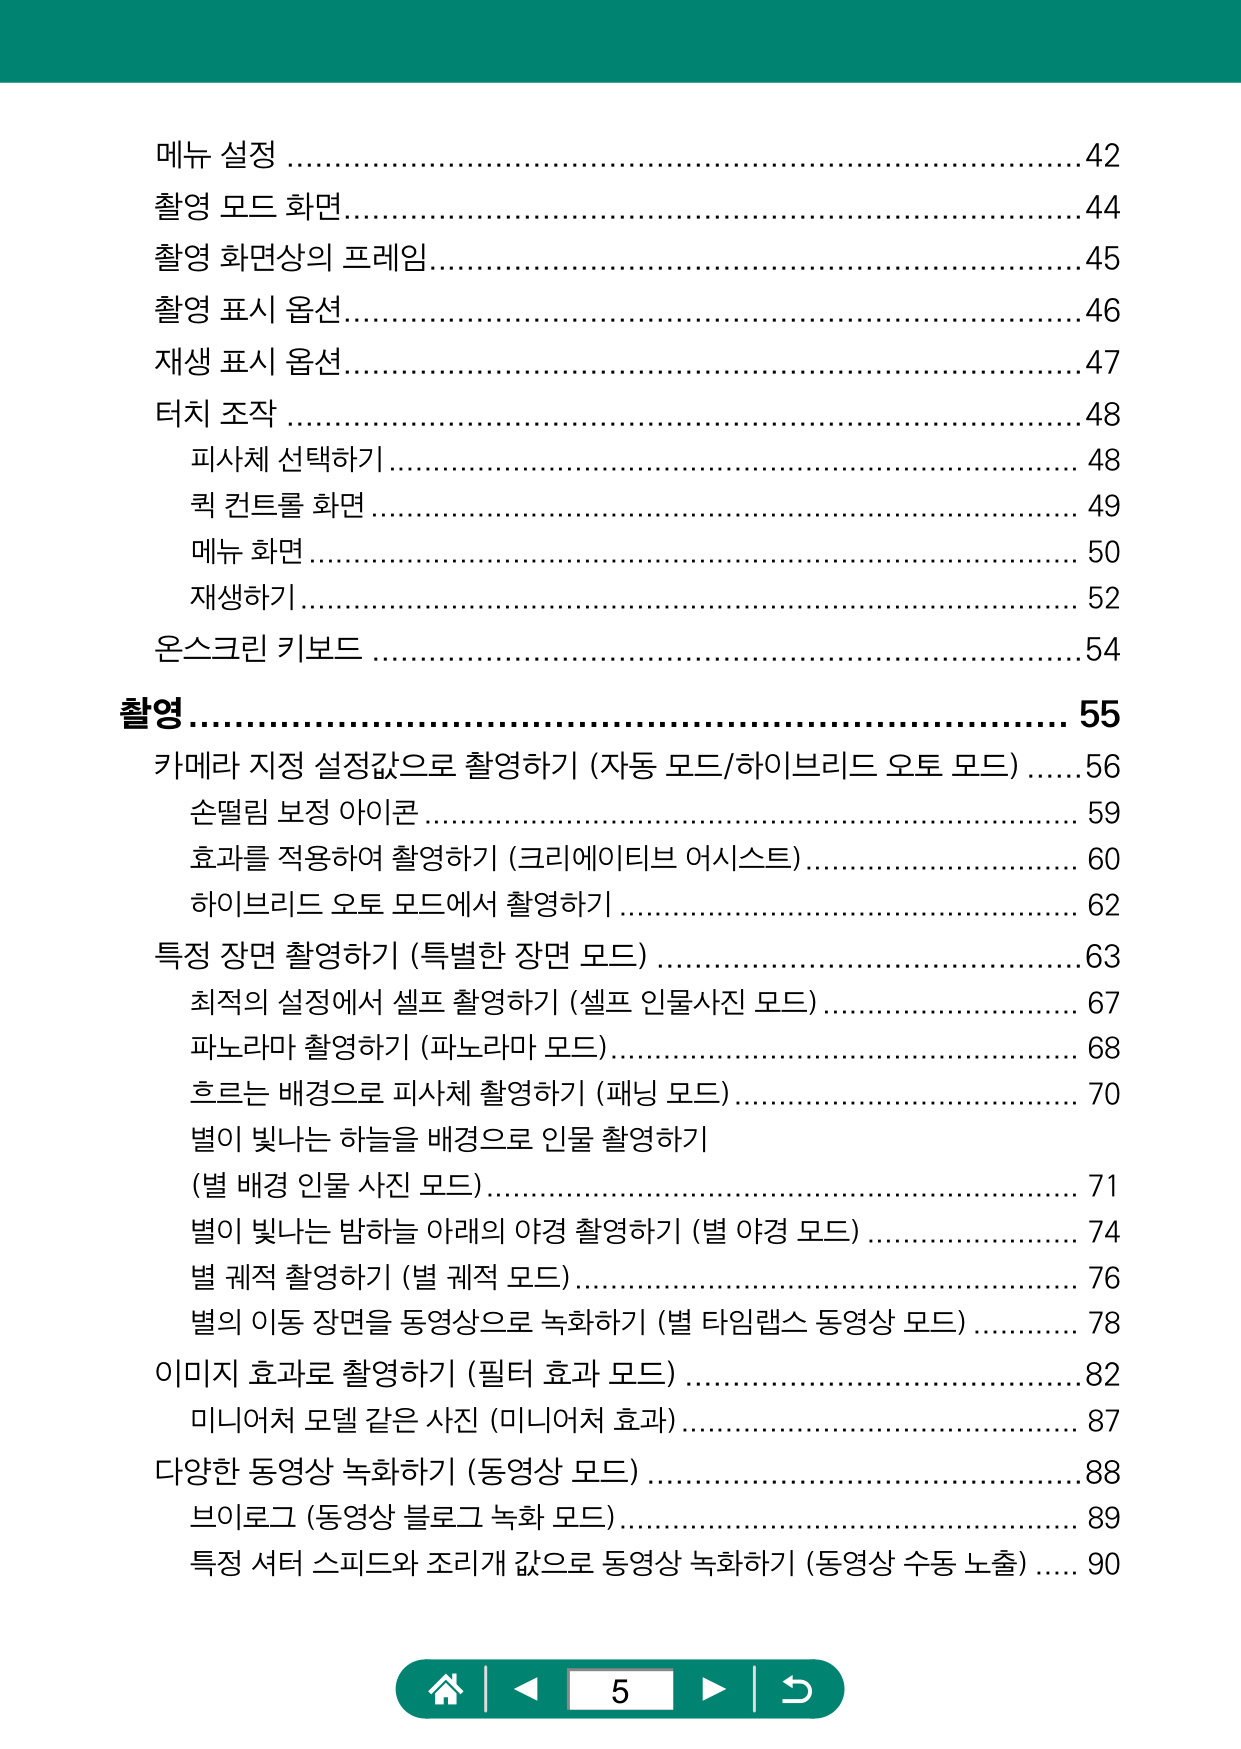 메뉴 설정 ........ 42
촬영 모드 화면 ........ 44
촬영 화면상의 프레임 ........ 45
촬영 표시 옵션 ........ 46
재생 표시 옵션 ........ 47
터치 조작 ........ 48
피사체 선택하기 ........ 48
퀵 컨트롤 화면 ........ 49
메뉴 화면 ........ 50
재생하기 ........ 52
온스크린 키보드 ........ 54
촬영 ........ 55
카메라 지정 설정값으로 촬영하기 (자동 모드/하이브리드 오토 모드) ...... 56
손떨림 보정 아이콘 ........ 59
효과를 적용하여 촬영하기 (크리에이티브 어시스트) ........ 60
하이브리드 오토 모드에서 촬영하기 ........ 62
특정 장면 촬영하기 (특별한 장면 모드) ........ 63
최적의 설정에서 셀프 촬영하기 (셀프 인물사진 모드) ........ 67
파노라마 촬영하기 (파노라마 모드) ........ 68
흐르는 배경으로 피사체 촬영하기 (패닝 모드) ........ 70
별이 빛나는 하늘을 배경으로 인물 촬영하기
(별 배경 인물 사진 모드) ........ 71
별이 빛나는 밤하늘 아래의 야경 촬영하기 (별 야경 모드) ........ 74
별 궤적 촬영하기 (별 궤적 모드) ........ 76
별의 이동 장면을 동영상으로 녹화하기 (별 타임랩스 동영상 모드) ........ 78
이미지 효과로 촬영하기 (필터 효과 모드) ........ 82
미니어처 모델 같은 사진 (미니어처 효과) ........ 87
다양한 동영상 녹화하기 (동영상 모드) ........ 88
브이로그 (동영상 블로그 녹화 모드) ........ 89
특정 셔터 스피드와 조리개 값으로 동영상 녹화하기 (동영상 수동 노출) ..... 90
5